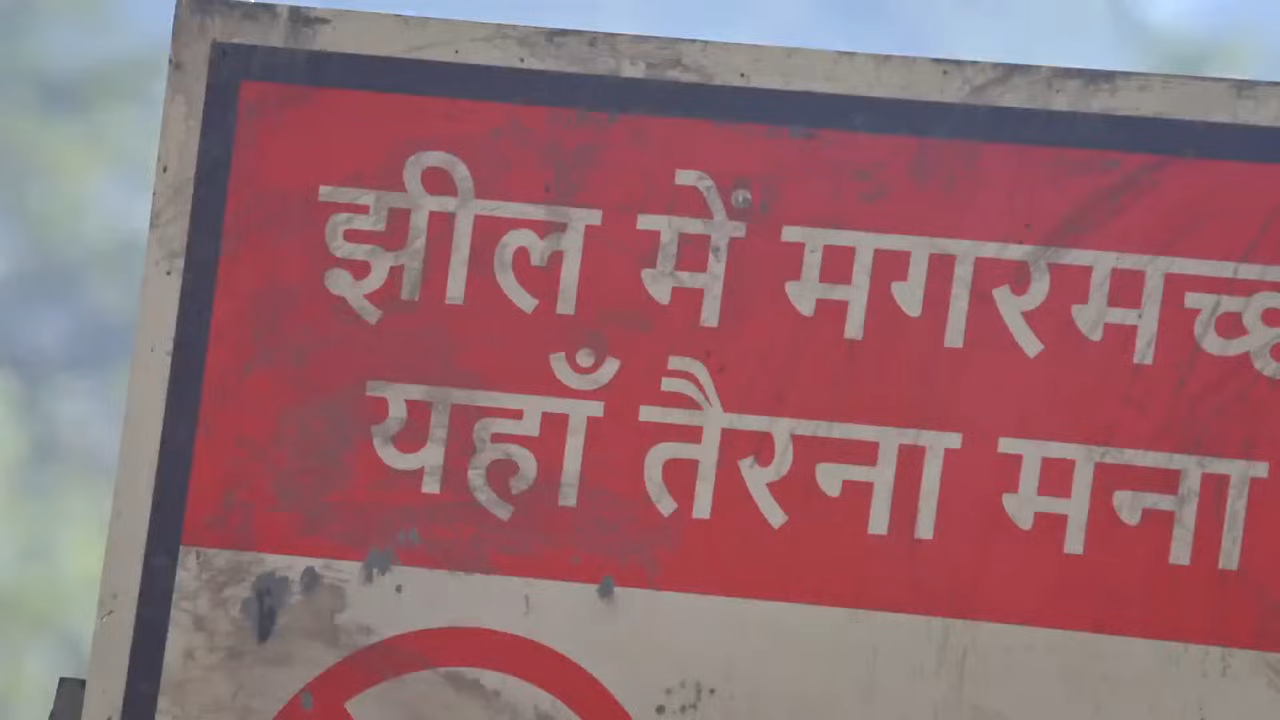 झील में मगरमच्छ
यहाँ तैरना मना